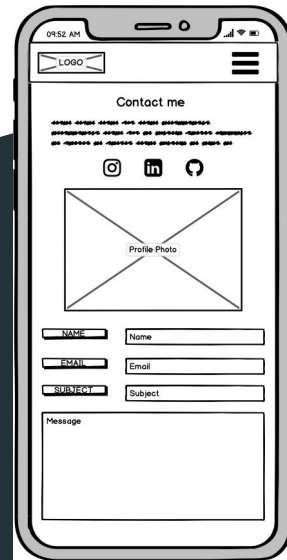 09:52 AM
LOGO
Contact me
Profile Photo
NAME
Name
EMAIL
Email
SUBJECT
Subject
Message